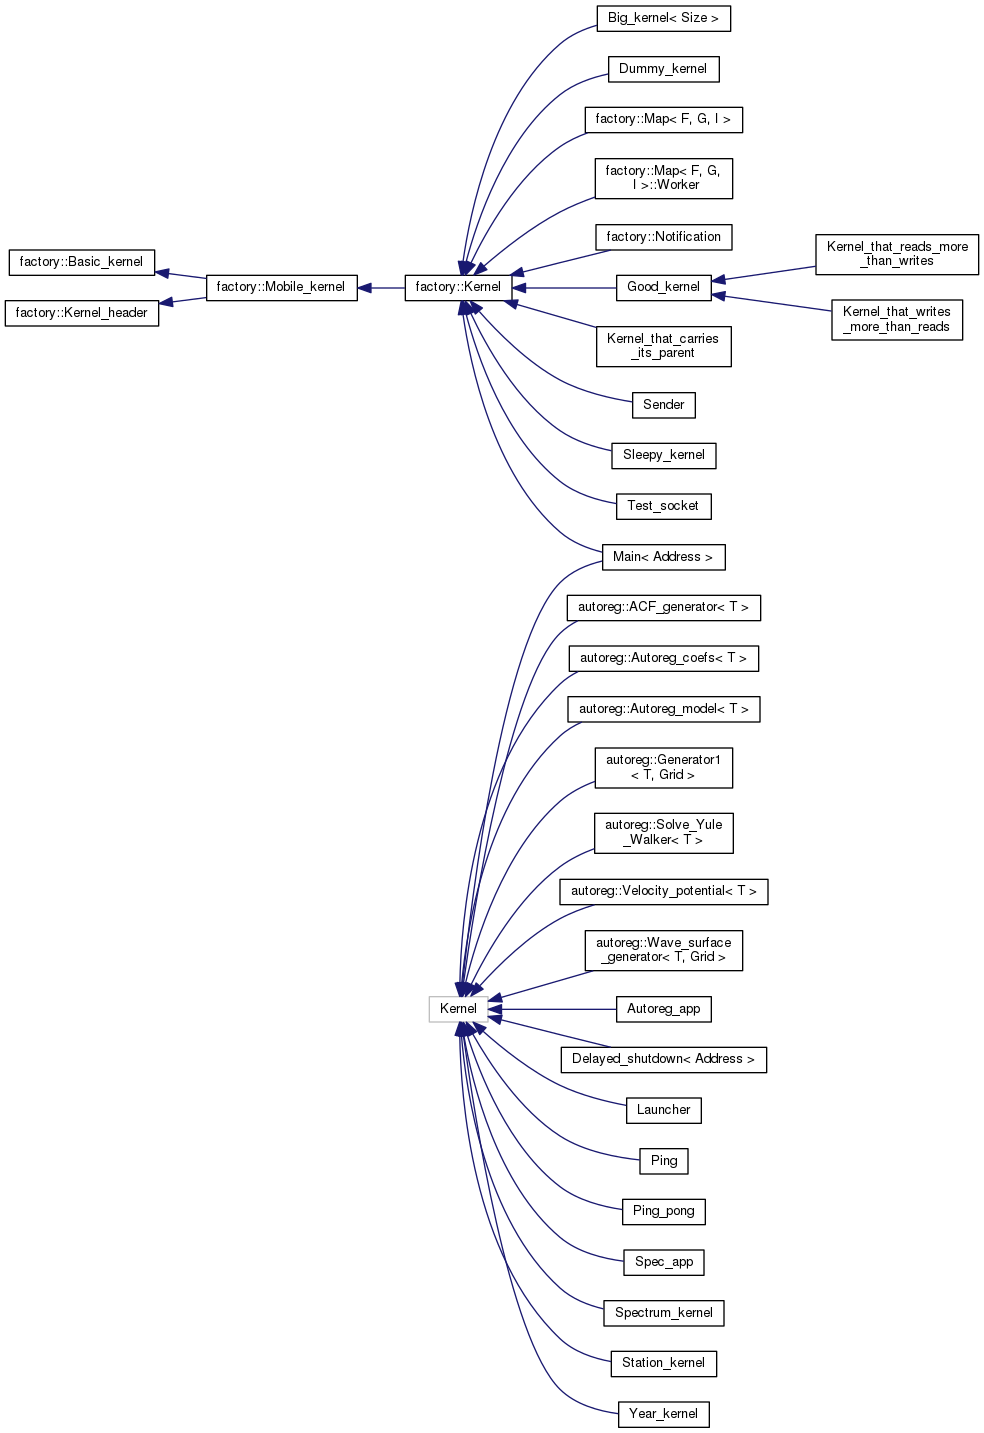 Big_kernel< Size >
Dummy_kernel
factory::Map< F, G, I >
factory::Map< F, G,
I >::Worker
factory::Notification
factory::Basic_kernel
factory::Kernel_header
factory::Mobile_kernel
factory::Kernel
Good_kernel
Kernel_that_reads_more
_than_writes
Kernel_that_writes
_more_than_reads
Kernel_that_carries
_its_parent
Sender
Sleepy_kernel
Test_socket
Main< Address >
autoreg::ACF_generator< T >
autoreg::Autoreg_coefs< T >
autoreg::Autoreg_model< T >
autoreg::Generator1
< T, Grid >
autoreg::Solve_Yule
_Walker< T >
autoreg::Velocity_potential< T >
autoreg::Wave_surface
_generator< T, Grid >
Kernel
Autoreg_app
Delayed_shutdown< Address >
Launcher
Ping
Ping_pong
Spec_app
Spectrum_kernel
Station_kernel
Year_kernel